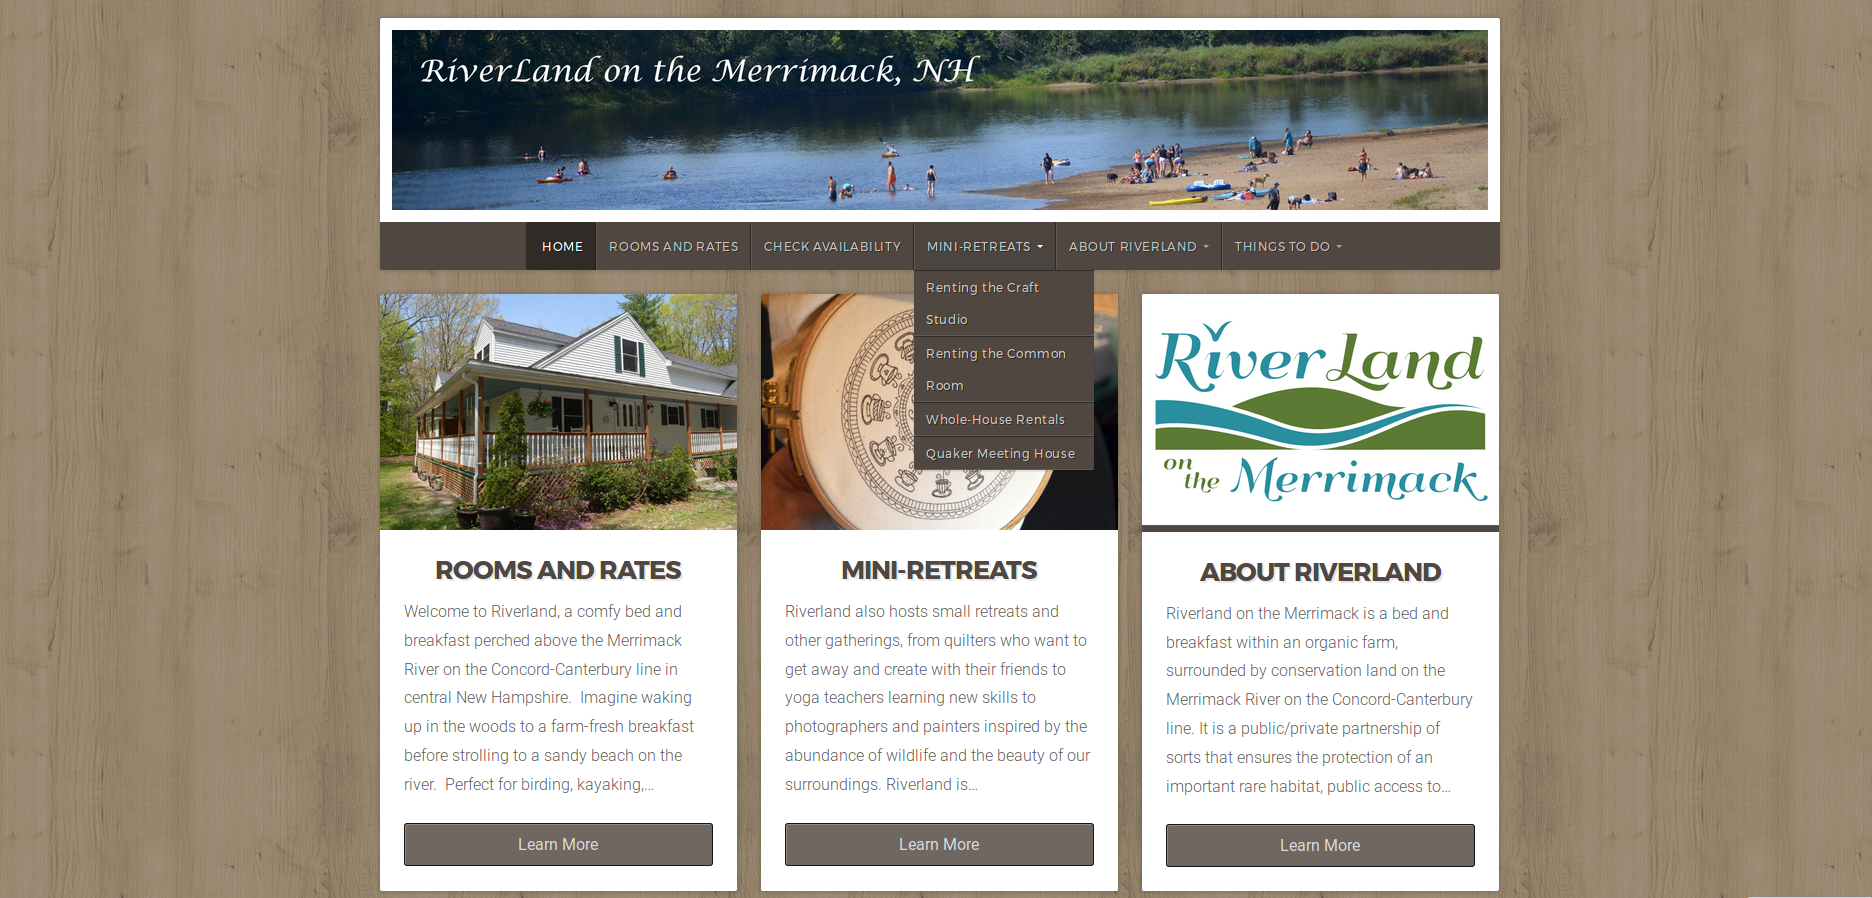 RiverLand on the Merrimack, NH
HOME
ROOMS AND RATES
CHECK AVAILABILITY
MINI-RETREATS
ABOUT RIVERLAND
THINGS TO DO
Renting the Craft
Studio
Renting the Common
Room
Whole-House Rentals
Quaker Meeting House
RiverLand
on the Merrimack
ROOMS AND RATES
Welcome to Riverland, a comfy bed and
breakfast perched above the Merrimack
River on the Concord-Canterbury line in
central New Hampshire.  Imagine waking
up in the woods to a farm-fresh breakfast
before strolling to a sandy beach on the
river.  Perfect for birding, kayaking,...
Learn More
MINI-RETREATS
Riverland also hosts small retreats and
other gatherings, from quilters who want to
get away and create with their friends to
yoga teachers learning new skills to
photographers and painters inspired by the
abundance of wildlife and the beauty of our
surroundings. Riverland is...
Learn More
ABOUT RIVERLAND
Riverland on the Merrimack is a bed and
breakfast within an organic farm,
surrounded by conservation land on the
Merrimack River on the Concord-Canterbury
line. It is a public/private partnership of
sorts that ensures the protection of an
important rare habitat, public access to...
Learn More